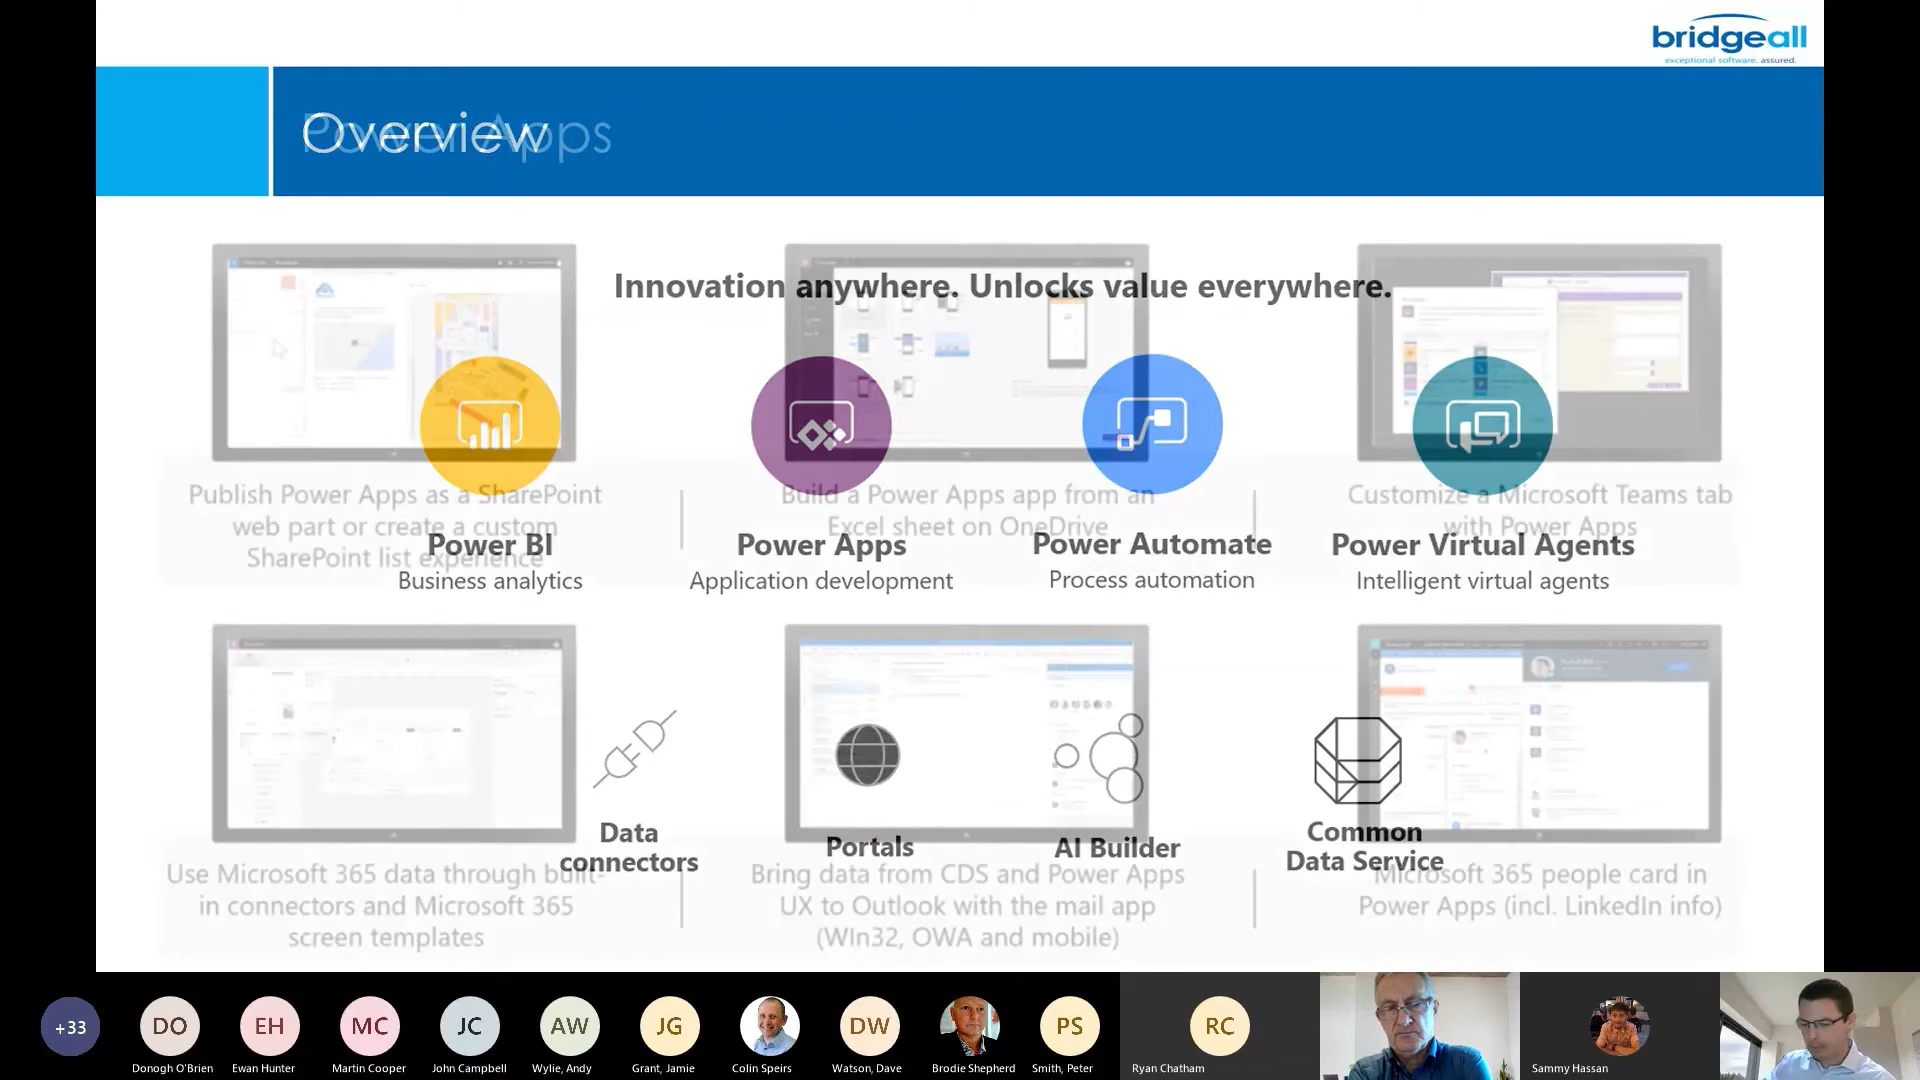 bridgeall
exceptional software. assured.
Overview
Power Apps
Innovation anywhere. Unlocks value everywhere.
Publish Power Apps as a SharePoint
web part or create a custom
SharePoint list experience
Build a Power Apps app from an
Excel sheet on OneDrive
Customize a Microsoft Teams tab
with Power Apps
Power BI
Business analytics
Power Apps
Application development
Power Automate
Process automation
Power Virtual Agents
Intelligent virtual agents
Data
connectors
Portals
AI Builder
Common
Data Service
Use Microsoft 365 data through built-
in connectors and Microsoft 365
screen templates
Bring data from CDS and Power Apps
UX to Outlook with the mail app
(WIn32, OWA and mobile)
Microsoft 365 people card in
Power Apps (incl. LinkedIn info)
+33
DO
EH
MC
JC
AW
JG
DW
PS
RC
Donogh O'Brien
Ewan Hunter
Martin Cooper
John Campbell
Wylie, Andy
Grant, Jamie
Colin Speirs
Watson, Dave
Brodie Shepherd
Smith, Peter
Ryan Chatham
Sammy Hassan